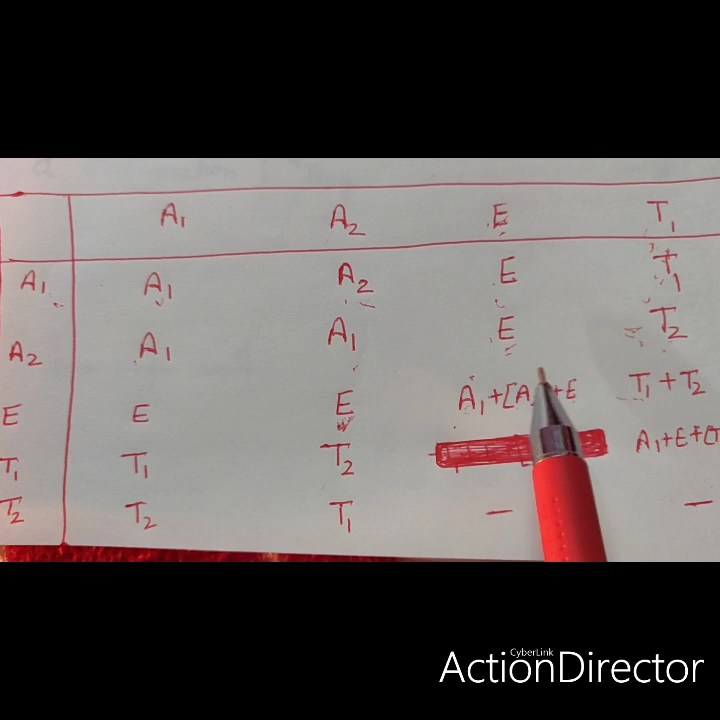 A1 A2 E T1
A1 A1 A2 E T1
A2 A1 A1 E T2
E E E A1+[A +E T1+T2
T1 T1 T2 A1+E+[T
T2 T2 T1 — —
CyberLink
ActionDirector